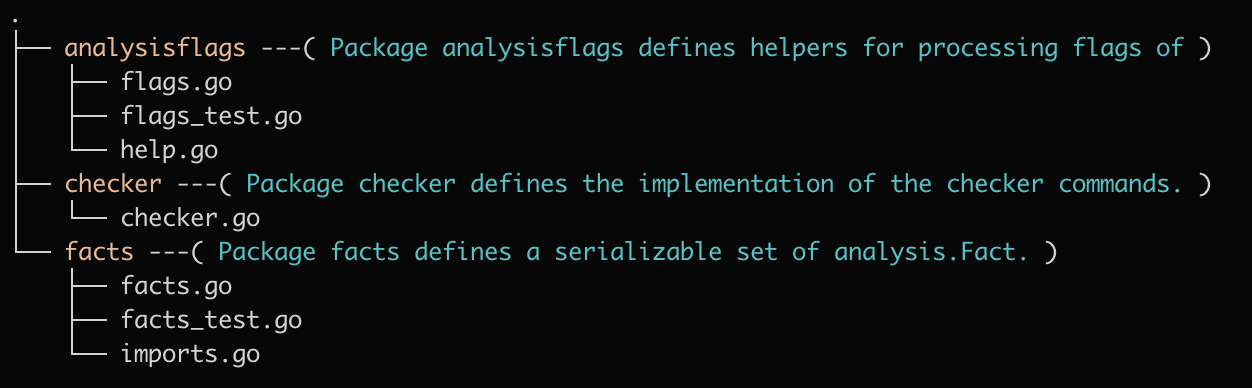 .
├── analysisflags ---( Package analysisflags defines helpers for processing flags of )
│   ├── flags.go
│   ├── flags_test.go
│   └── help.go
├── checker ---( Package checker defines the implementation of the checker commands. )
│   └── checker.go
└── facts ---( Package facts defines a serializable set of analysis.Fact. )
    ├── facts.go
    ├── facts_test.go
    └── imports.go